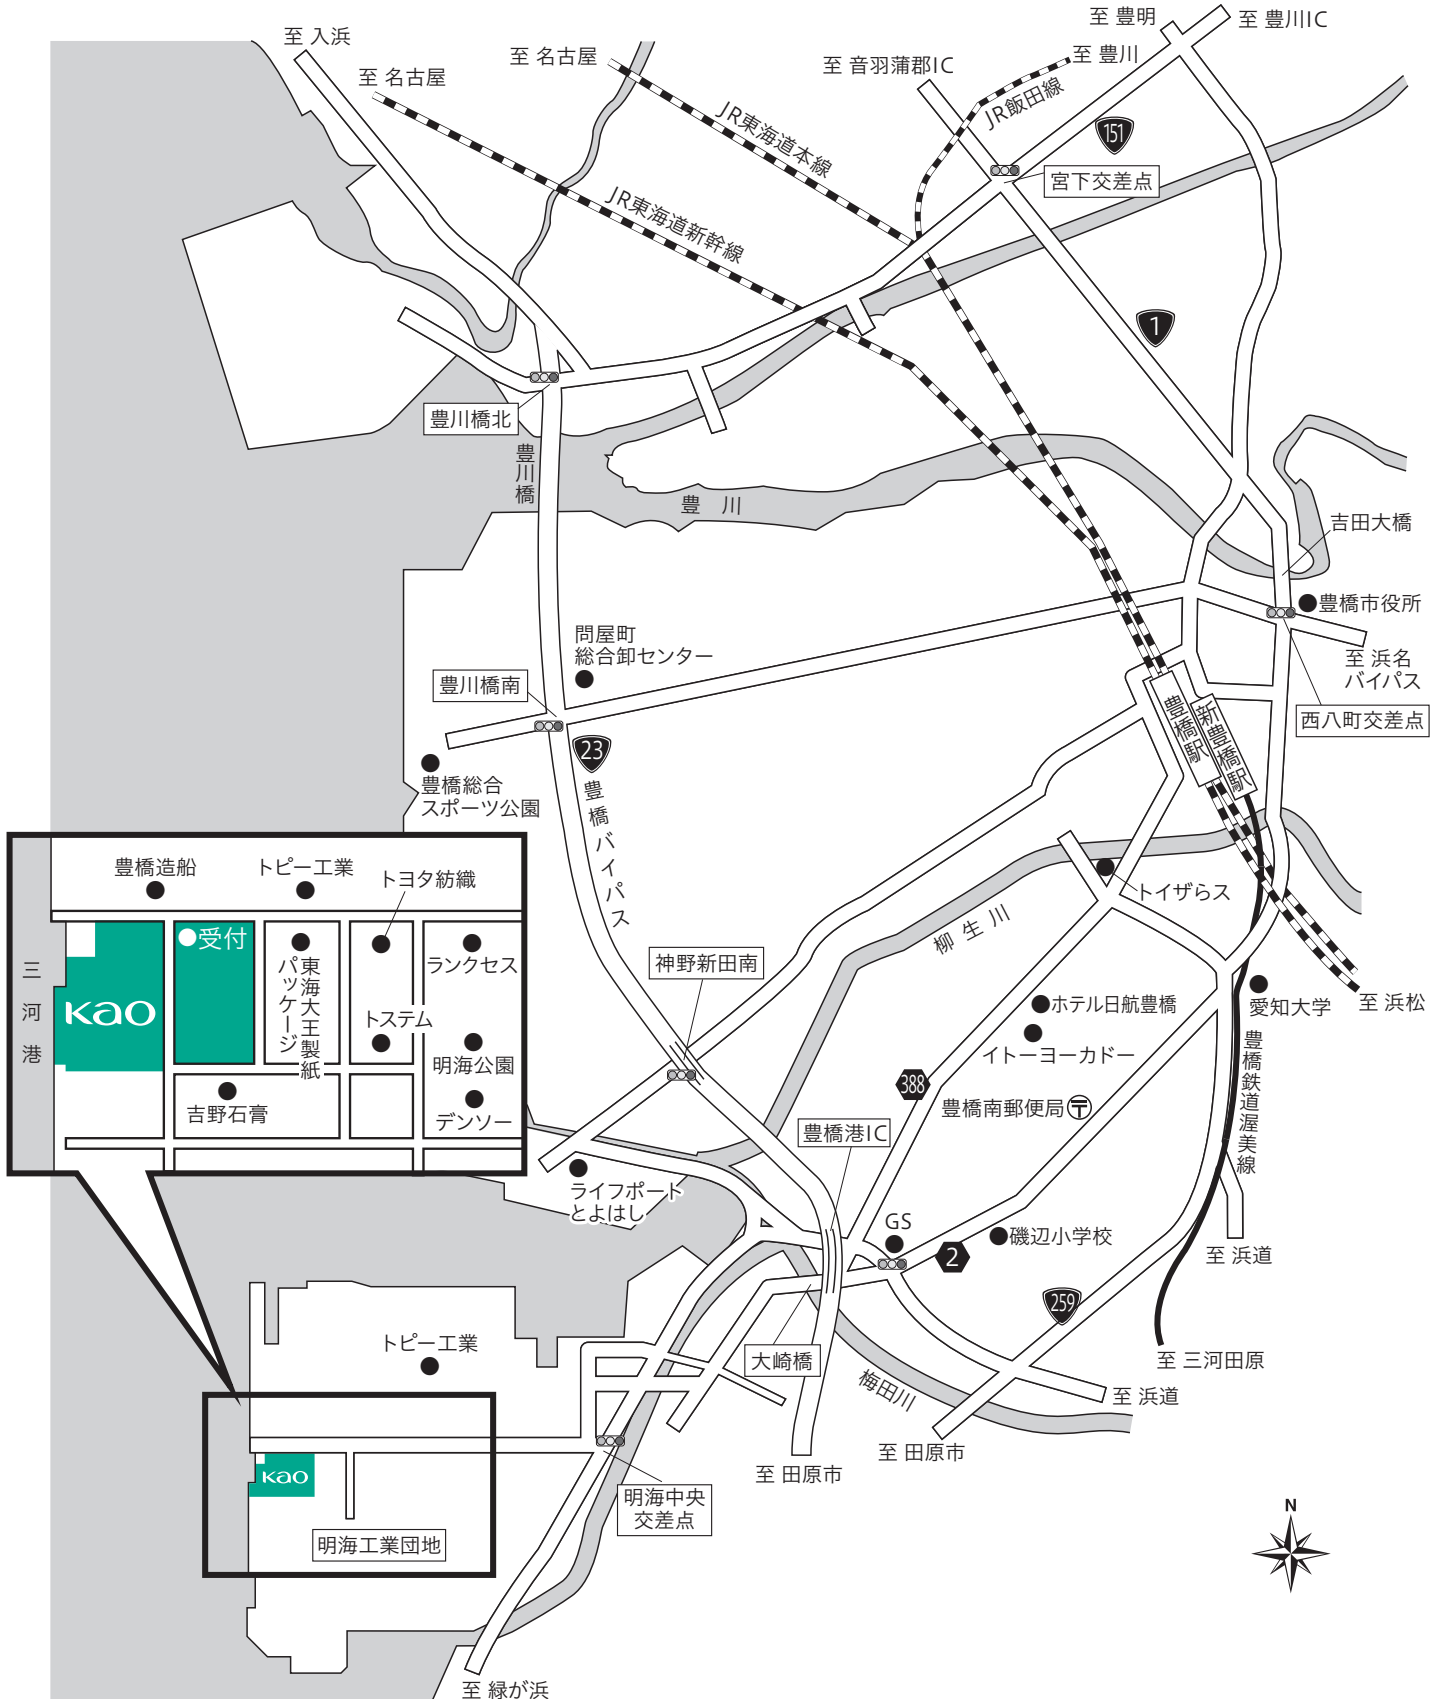 至 入浜
至 名古屋
至 名古屋
至 音羽蒲郡IC
至 豊明
至 豊川IC
至 豊川
JR飯田線
JR東海道本線
JR東海道新幹線
151
宮下交差点
1
豊川橋北
豊川橋
豊 川
吉田大橋
豊橋市役所
至 浜名
バイパス
西八町交差点
問屋町
総合卸センター
豊川橋南
23
豊橋バイパス
豊橋総合
スポーツ公園
豊橋駅
新豊橋駅
トイザらス
柳生川
神野新田南
ホテル日航豊橋
イトーヨーカドー
愛知大学
至 浜松
豊橋鉄道渥美線
388
豊橋南郵便局
豊橋港IC
豊橋造船
トピー工業
トヨタ紡織
受付
東海大王製紙
パッケージ
ランクセス
トステム
明海公園
吉野石膏
デンソー
三河港
Kao
ライフポート
とよはし
GS
2
磯辺小学校
至 浜道
259
至 三河田原
大崎橋
梅田川
至 浜道
至 田原市
至 田原市
トピー工業
Kao
明海中央
交差点
明海工業団地
至 緑が浜
N